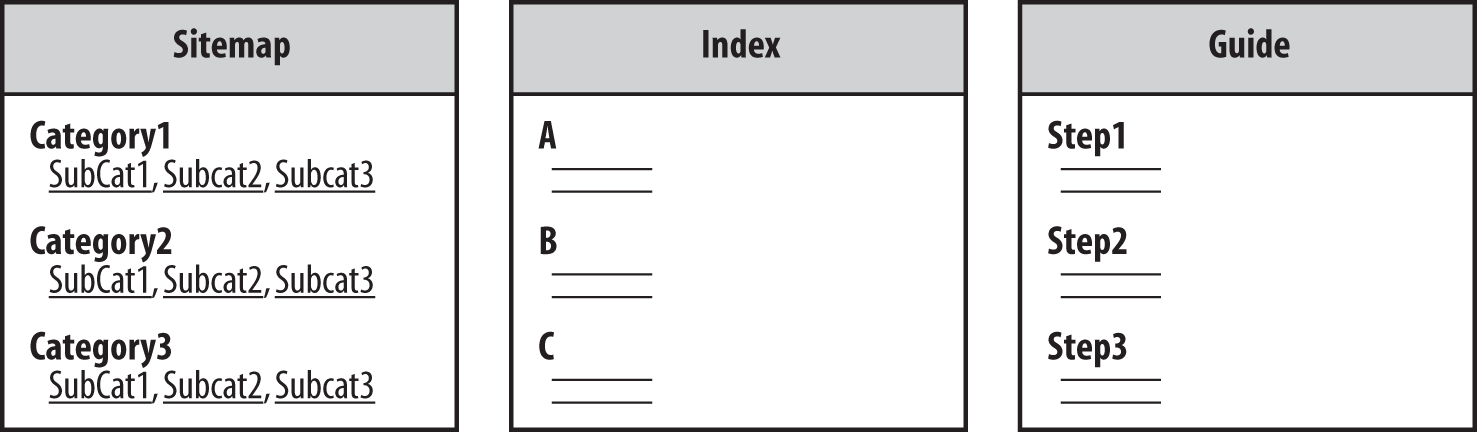 Sitemap
Category1
SubCat1, Subcat2, Subcat3
Category2
SubCat1, Subcat2, Subcat3
Category3
SubCat1, Subcat2, Subcat3
Index
A
B
C
Guide
Step1
Step2
Step3